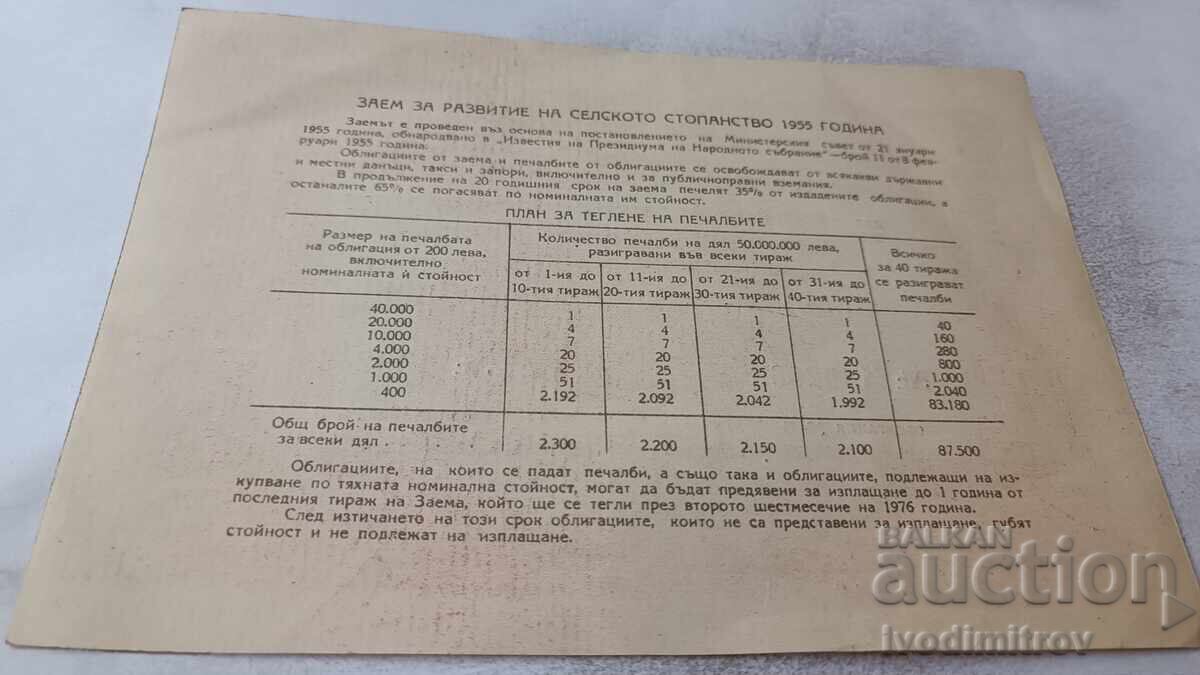 ЗАЕМ ЗА РАЗВИТИЕ НА СЕЛСКОТО СТОПАНСТВО 1955 ГОДИНА
Заемът е проведен въз основа на постановлението на Министерския съвет от 21 януари
1955 година, обнародвано в „Известия на Президиума на Народното събрание“ — брой 11 от 8 фев-
руари 1955 година.
Облигациите от заема и печалбите от облигациите се освобождават от всякакви държавни
и местни данъци, такси и запори, включително и за публичноправни вземания.
В продължение на 20 годишния срок на заема печелят 35% от издадените облигации, а
останалите 65% се погасяват по номиналната им стойност.
ПЛАН ЗА ТЕГЛЕНЕ НА ПЕЧАЛБИТЕ
Размер на печалбата
на облигация от 200 лева,
включително
номиналната ѝ стойност
Количество печалби на дял 50.000.000 лева,
разигравани във всеки тираж
Всичко
за 40 тиража
се разиграват
печалби
от 1-ия до от 11-ия до от 21-ия до от 31-ия до
10-тия тираж 20-тия тираж 30-тия тираж 40-тия тираж
40.000 1 1 1 1 40
20.000 4 4 4 4 160
10.000 7 7 7 7 280
4.000 20 20 20 20 800
2.000 25 25 25 25 1.000
1.000 51 51 51 51 2.040
400 2.192 2.092 2.042 1.992 83.180
Общ брой на печалбите
за всеки дял . . . . 2.300 2.200 2.150 2.100 87.500
Облигациите, на които се падат печалби, а също така и облигациите, подлежащи на из-
купване по тяхната номинална стойност, могат да бъдат предявени за изплащане до 1 година от
последния тираж на Заема, който ще се тегли през второто шестмесечие на 1976 година.
След изтичането на този срок облигациите, които не са представени за изплащане, губят
стойност и не подлежат на изплащане.
BALKAN
auction
ivodimitrov